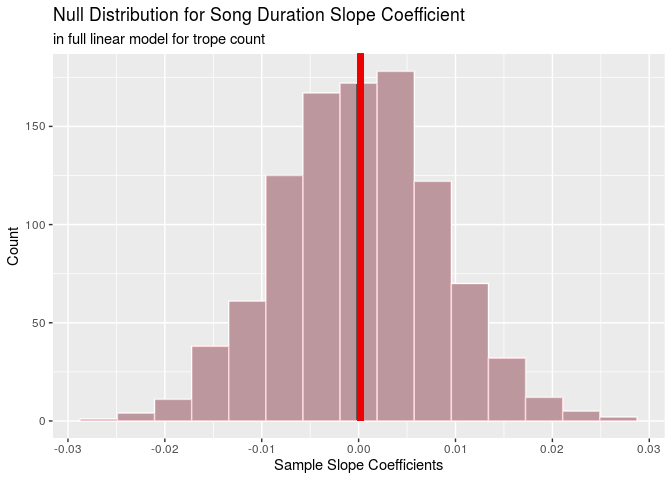 Null Distribution for Song Duration Slope Coefficient
in full linear model for trope count
150
100
50
0
Count
-0.03 -0.02 -0.01 0.00 0.01 0.02 0.03
Sample Slope Coefficients